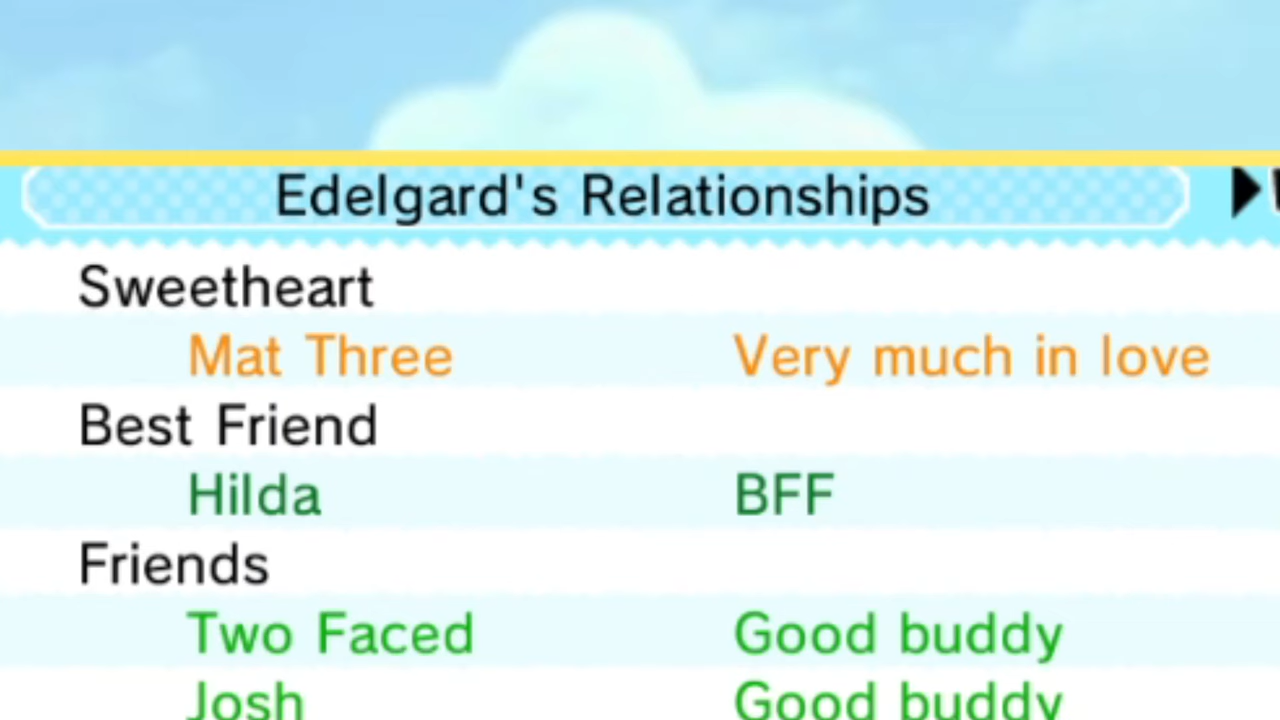 Edelgard's Relationships
Sweetheart
Mat Three Very much in love
Best Friend
Hilda BFF
Friends
Two Faced Good buddy
Josh Good buddy